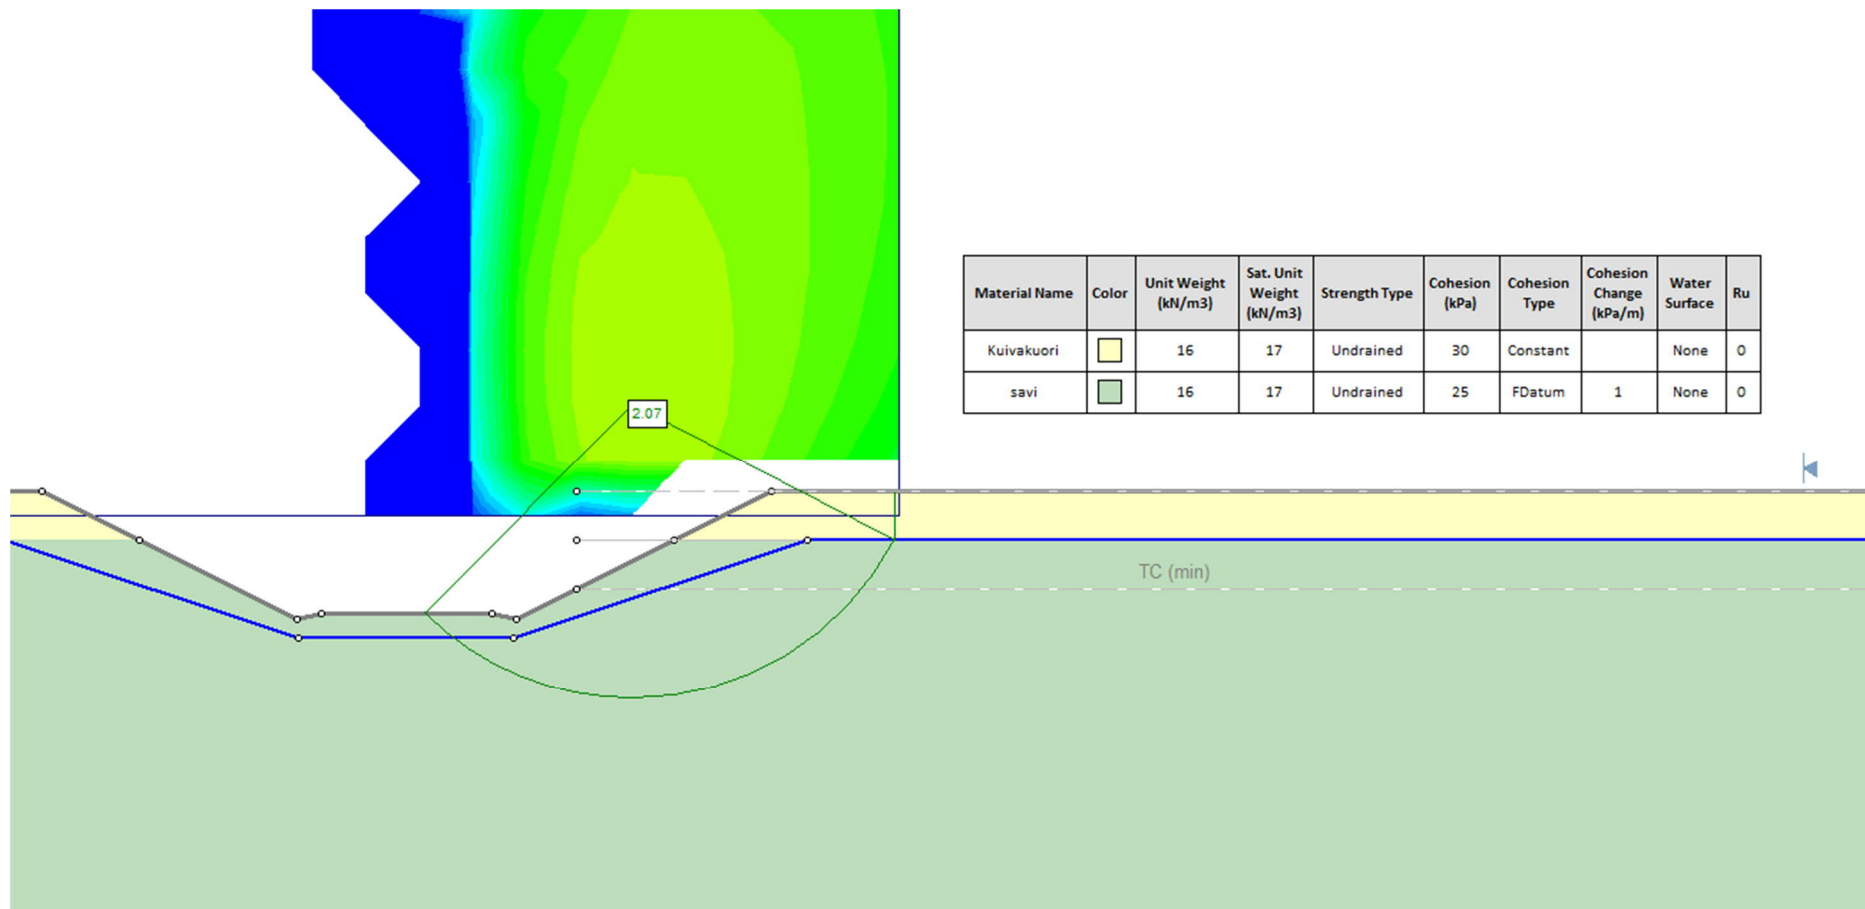 Material Name Color Unit Weight (kN/m3) Sat. Unit Weight (kN/m3) Strength Type Cohesion (kPa) Cohesion Type Cohesion Change (kPa/m) Water Surface Ru
Kuivakuori 16 17 Undrained 30 Constant None 0
savi 16 17 Undrained 25 FDatum 1 None 0
2.07
TC (min)